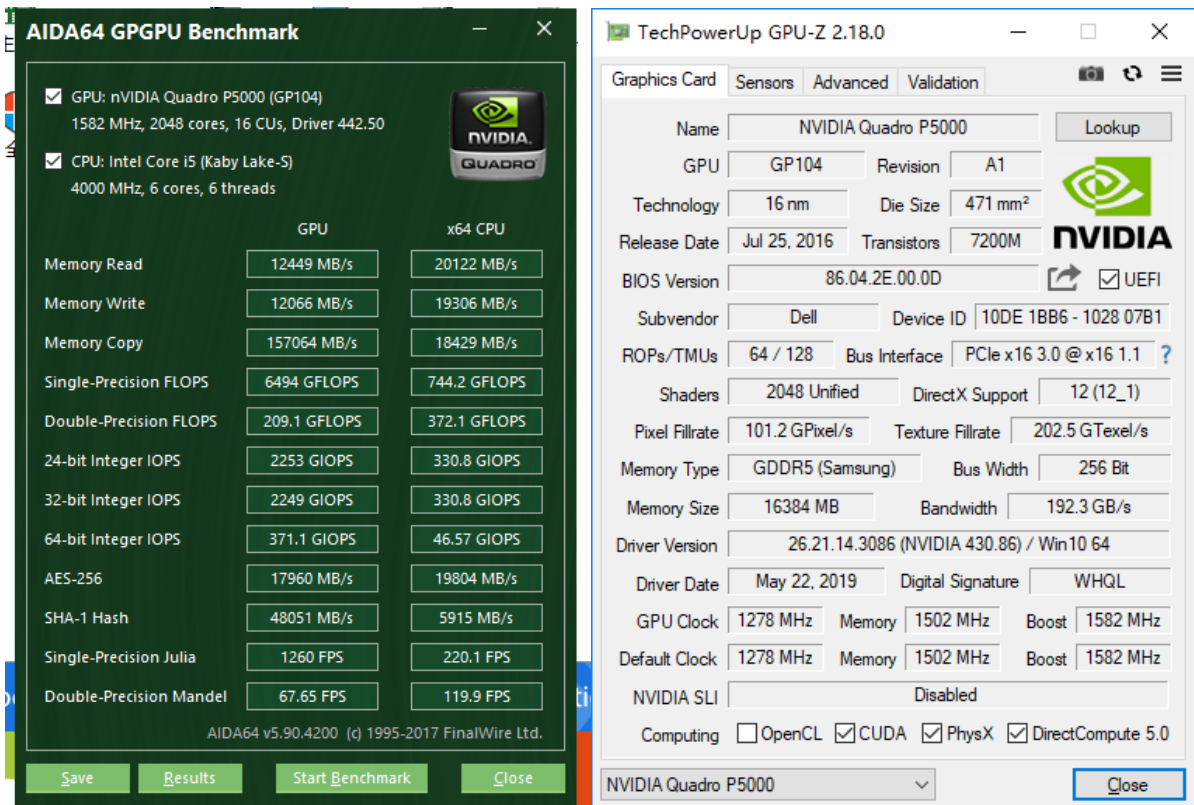 AIDA64 GPGPU Benchmark
GPU: nVIDIA Quadro P5000 (GP104)
1582 MHz, 2048 cores, 16 CUs, Driver 442.50
CPU: Intel Core i5 (Kaby Lake-S)
4000 MHz, 6 cores, 6 threads
NVIDIA.
QUADRO
GPU x64 CPU
Memory Read 12449 MB/s 20122 MB/s
Memory Write 12066 MB/s 19306 MB/s
Memory Copy 157064 MB/s 18429 MB/s
Single-Precision FLOPS 6494 GFLOPS 744.2 GFLOPS
Double-Precision FLOPS 209.1 GFLOPS 372.1 GFLOPS
24-bit Integer IOPS 2253 GIOPS 330.8 GIOPS
32-bit Integer IOPS 2249 GIOPS 330.8 GIOPS
64-bit Integer IOPS 371.1 GIOPS 46.57 GIOPS
AES-256 17960 MB/s 19804 MB/s
SHA-1 Hash 48051 MB/s 5915 MB/s
Single-Precision Julia 1260 FPS 220.1 FPS
Double-Precision Mandel 67.65 FPS 119.9 FPS
AIDA64 v5.90.4200 (c) 1995-2017 FinalWire Ltd.
Save Results Start Benchmark Close
TechPowerUp GPU-Z 2.18.0
Graphics Card Sensors Advanced Validation
Name NVIDIA Quadro P5000 Lookup
GPU GP104 Revision A1
Technology 16 nm Die Size 471 mm²
Release Date Jul 25, 2016 Transistors 7200M
NVIDIA
BIOS Version 86.04.2E.00.0D UEFI
Subvendor Dell Device ID 10DE 1BB6 - 1028 07B1
ROPs/TMUs 64 / 128 Bus Interface PCIe x16 3.0 @ x16 1.1 ?
Shaders 2048 Unified DirectX Support 12 (12_1)
Pixel Fillrate 101.2 GPixel/s Texture Fillrate 202.5 GTexel/s
Memory Type GDDR5 (Samsung) Bus Width 256 Bit
Memory Size 16384 MB Bandwidth 192.3 GB/s
Driver Version 26.21.14.3086 (NVIDIA 430.86) / Win10 64
Driver Date May 22, 2019 Digital Signature WHQL
GPU Clock 1278 MHz Memory 1502 MHz Boost 1582 MHz
Default Clock 1278 MHz Memory 1502 MHz Boost 1582 MHz
NVIDIA SLI Disabled
Computing OpenCL CUDA PhysX DirectCompute 5.0
NVIDIA Quadro P5000 Close